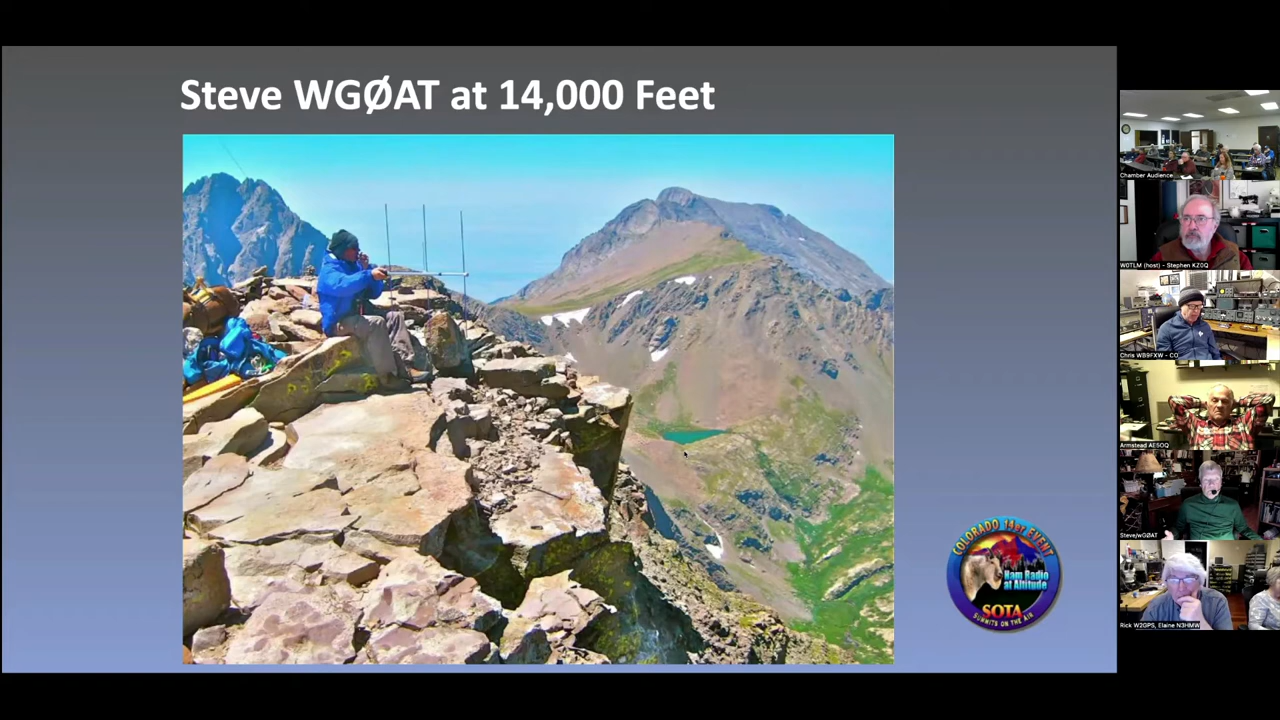 Steve WGØAT at 14,000 Feet
COLORADO 14er EVENT
Ham Radio
at Altitude
SOTA
SUMMITS ON THE AIR
Chamber Audience
W0TLM (host) - Stephen KZ0Q
Chris WB9FXW - CO
Armstead AE5OQ
Steve/wGØAT
Rick W2GPS, Elaine N3HMW